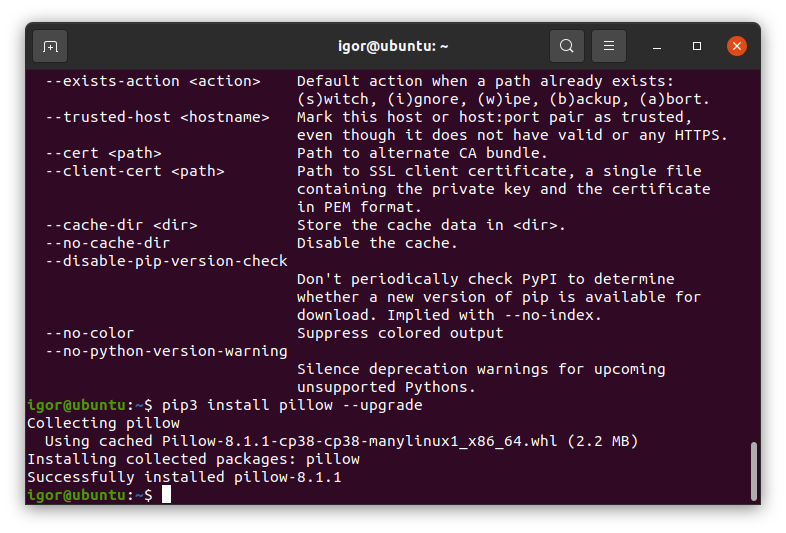 igor@ubuntu: ~
--exists-action <action>    Default action when a path already exists:
(s)witch, (i)gnore, (w)ipe, (b)ackup, (a)bort.
--trusted-host <hostname>   Mark this host or host:port pair as trusted,
even though it does not have valid or any HTTPS.
--cert <path>               Path to alternate CA bundle.
--client-cert <path>        Path to SSL client certificate, a single file
containing the private key and the certificate
in PEM format.
--cache-dir <dir>           Store the cache data in <dir>.
--no-cache-dir              Disable the cache.
--disable-pip-version-check
Don't periodically check PyPI to determine
whether a new version of pip is available for
download. Implied with --no-index.
--no-color                  Suppress colored output
--no-python-version-warning
Silence deprecation warnings for upcoming
unsupported Pythons.
igor@ubuntu:~$ pip3 install pillow --upgrade
Collecting pillow
Using cached Pillow-8.1.1-cp38-cp38-manylinux1_x86_64.whl (2.2 MB)
Installing collected packages: pillow
Successfully installed pillow-8.1.1
igor@ubuntu:~$